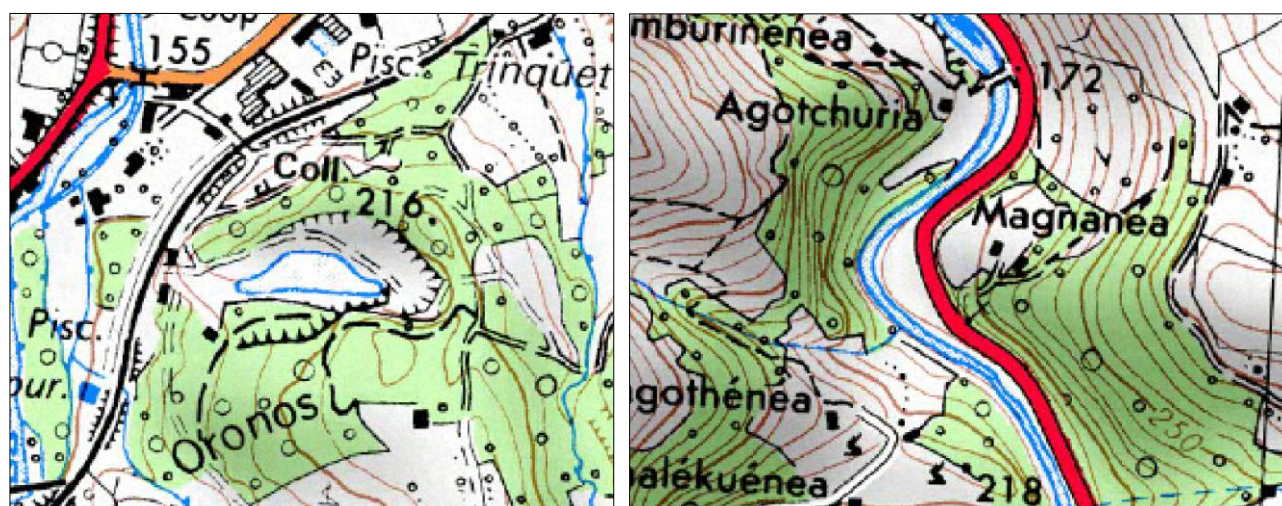 Coop
155
Pisc.
Trinquet
Coll.
216
Pisc.
our.
Oronos
mburinenea
172
Agotchuria
Magnanea
gothénea
250
alékuénea
218